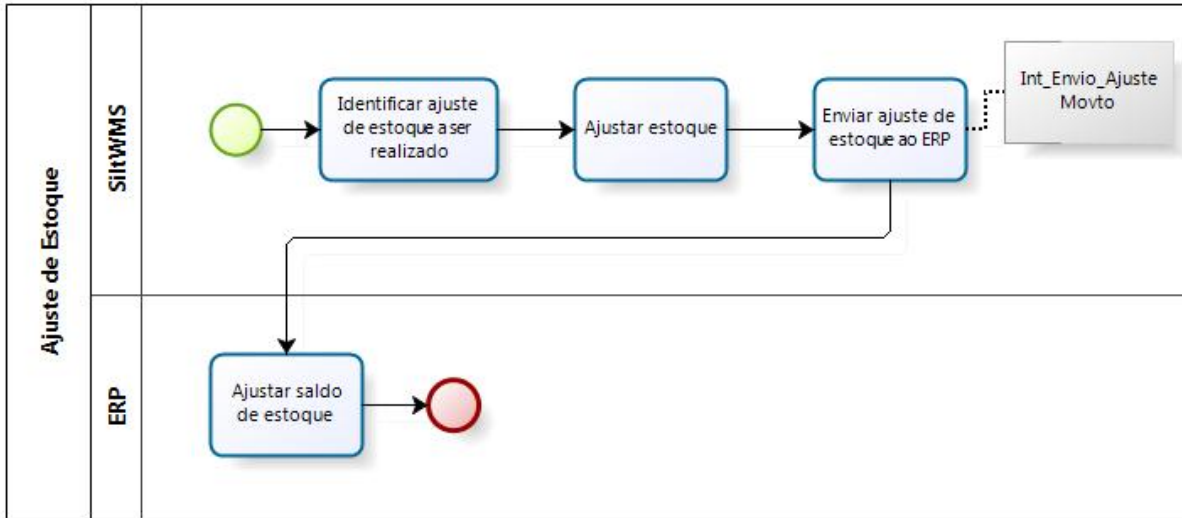 Ajuste de Estoque
SiltWMS
Identificar ajuste
de estoque a ser
realizado
Ajustar estoque
Enviar ajuste de
estoque ao ERP
Int_Envio_Ajuste
Movto
ERP
Ajustar saldo
de estoque